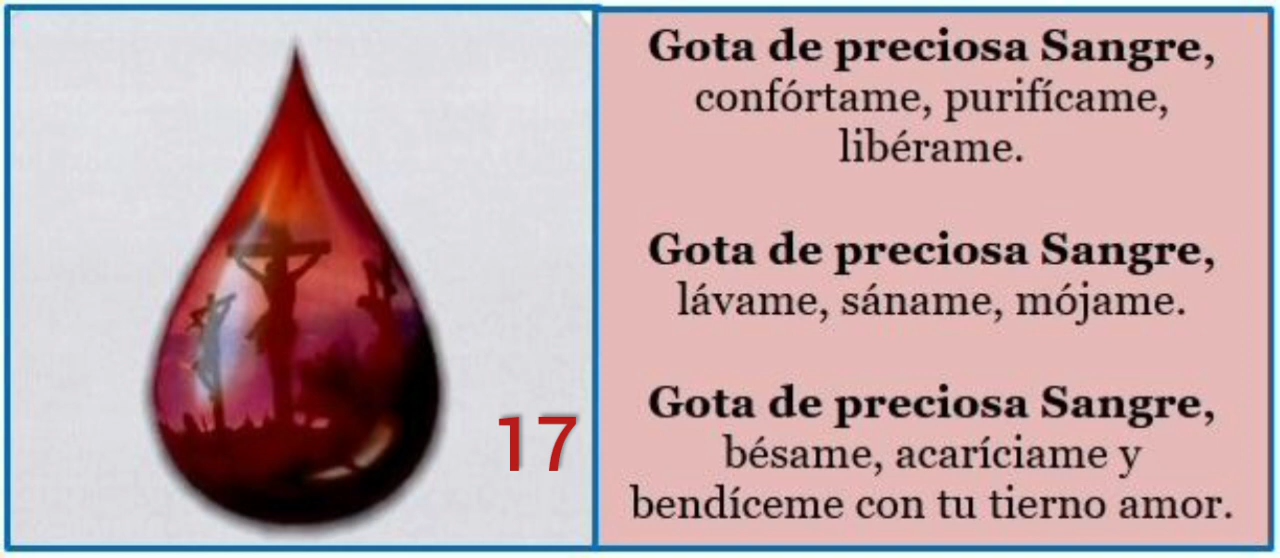 17
Gota de preciosa Sangre,
confórtame, purifícame,
libérame.
Gota de preciosa Sangre,
lávame, sáname, mójame.
Gota de preciosa Sangre,
bésame, acaríciame y
bendíceme con tu tierno amor.